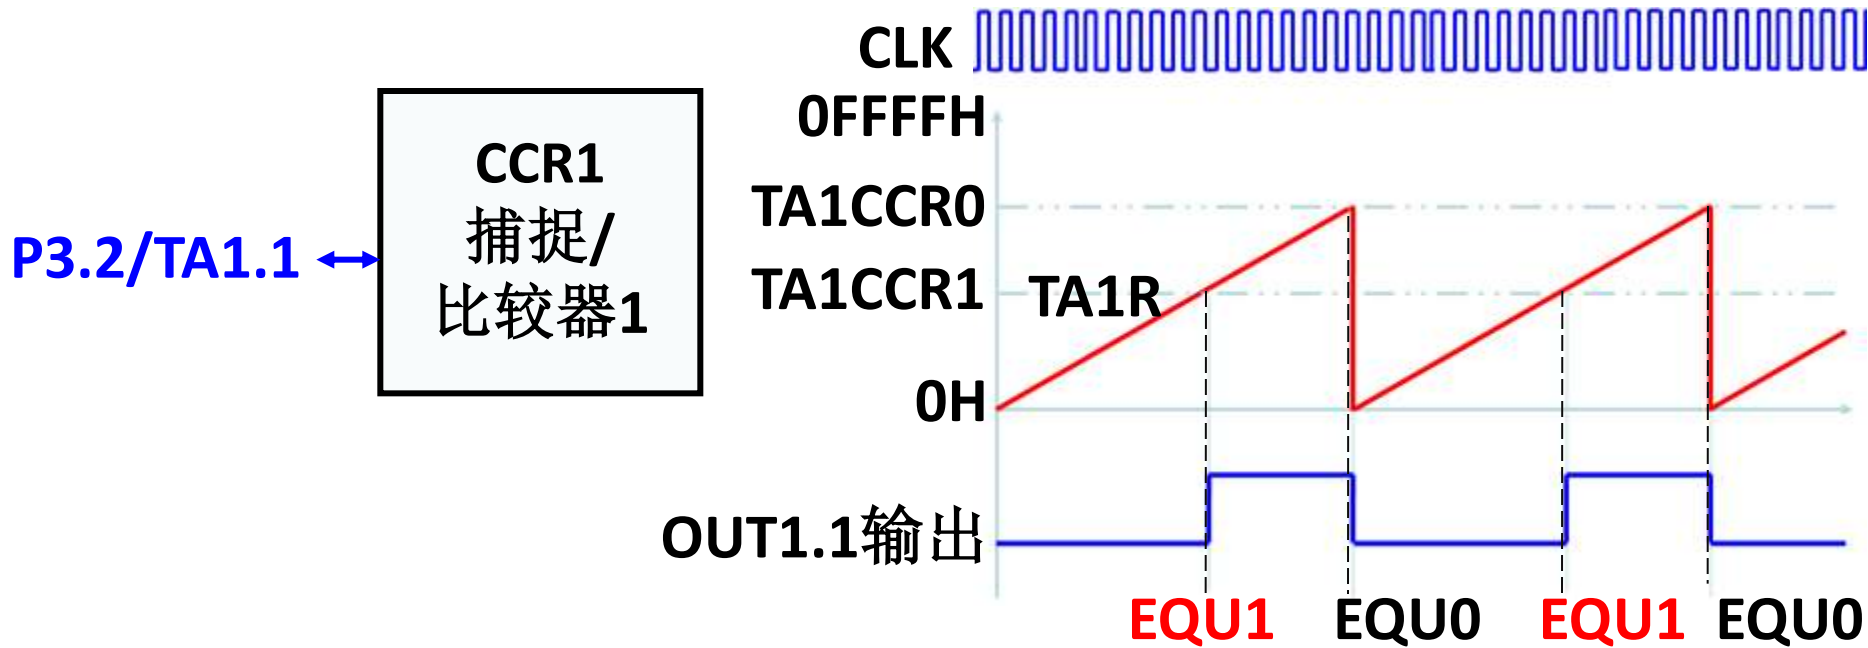 CLK
0FFFFH
CCR1
捕捉/
比较器1
P3.2/TA1.1
TA1CCR0
TA1CCR1
TA1R
0H
OUT1.1输出
EQU1 EQU0 EQU1 EQU0